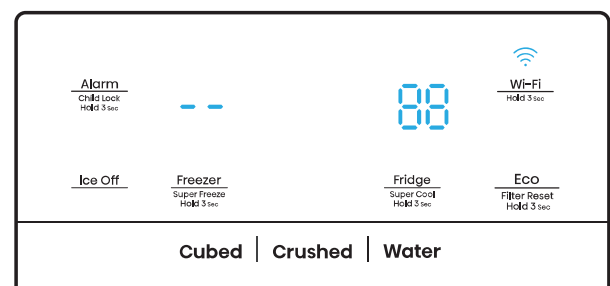 Alarm
Child Lock
Hold 3 Sec
-- 88
Wi-Fi
Hold 3 Sec
Ice Off
Freezer
Super Freeze
Hold 3 Sec
Fridge
Super Cool
Hold 3 Sec
Eco
Filter Reset
Hold 3 Sec
Cubed | Crushed | Water